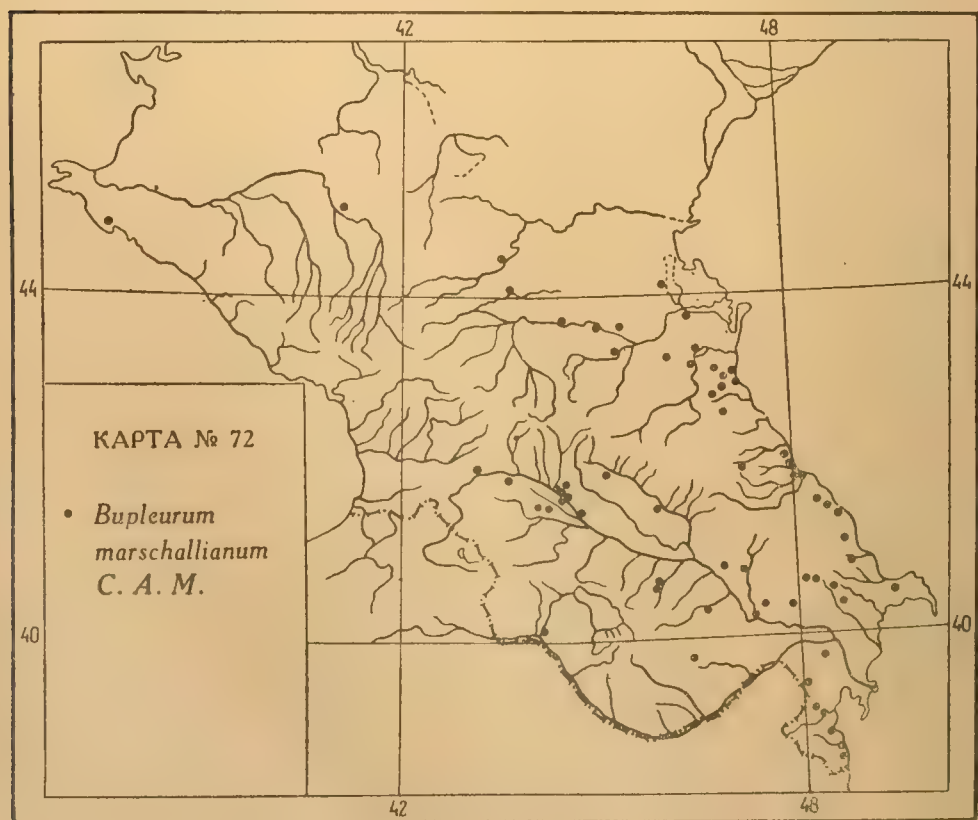 42 48
44 44
КАРТА № 72
• Bupleurum
marschallianum
C. A. M.
40 40
42 48